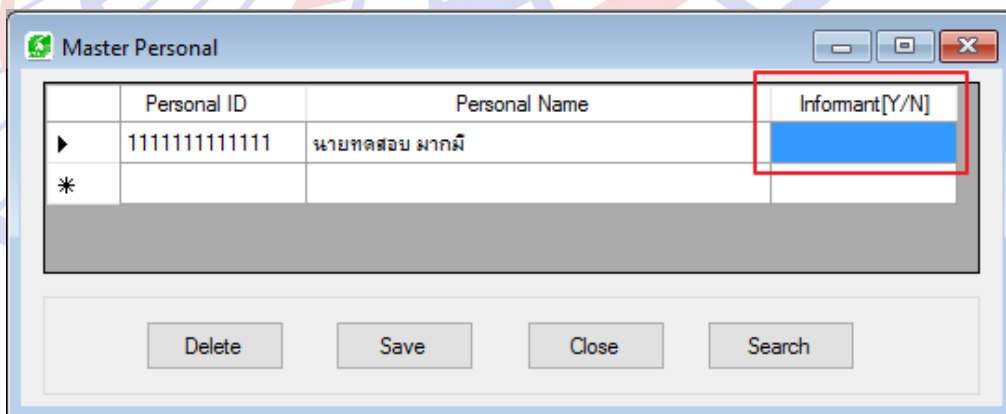 Master Personal
Personal ID Personal Name Informant[Y/N]
1111111111111 นายทดสอบ มากมี
Delete Save Close Search